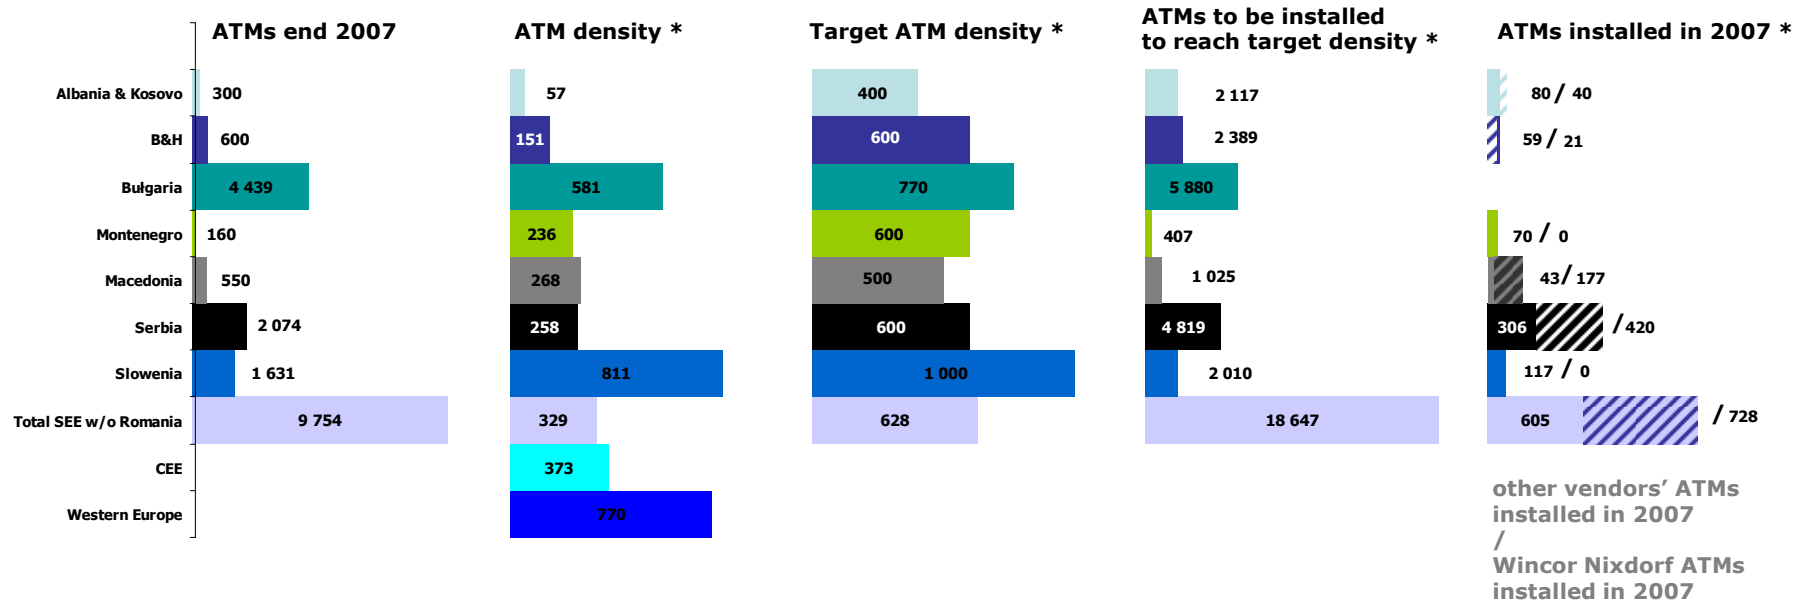 ATMs end 2007
ATM density *
Target ATM density *
ATMs to be installed
to reach target density *
ATMs installed in 2007 *
Albania & Kosovo 300 57 400 2 117 80 / 40
B&H 600 151 600 2 389 59 / 21
Bułgaria 4 439 581 770 5 880
Montenegro 160 236 600 407 70 / 0
Macedonia 550 268 500 1 025 43 / 177
Serbia 2 074 258 600 4 819 306 / 420
Slowenia 1 631 811 1 000 2 010 117 / 0
Total SEE w/o Romania 9 754 329 628 18 647 605 / 728
CEE 373
Western Europe 770
other vendors’ ATMs
installed in 2007
/
Wincor Nixdorf ATMs
installed in 2007